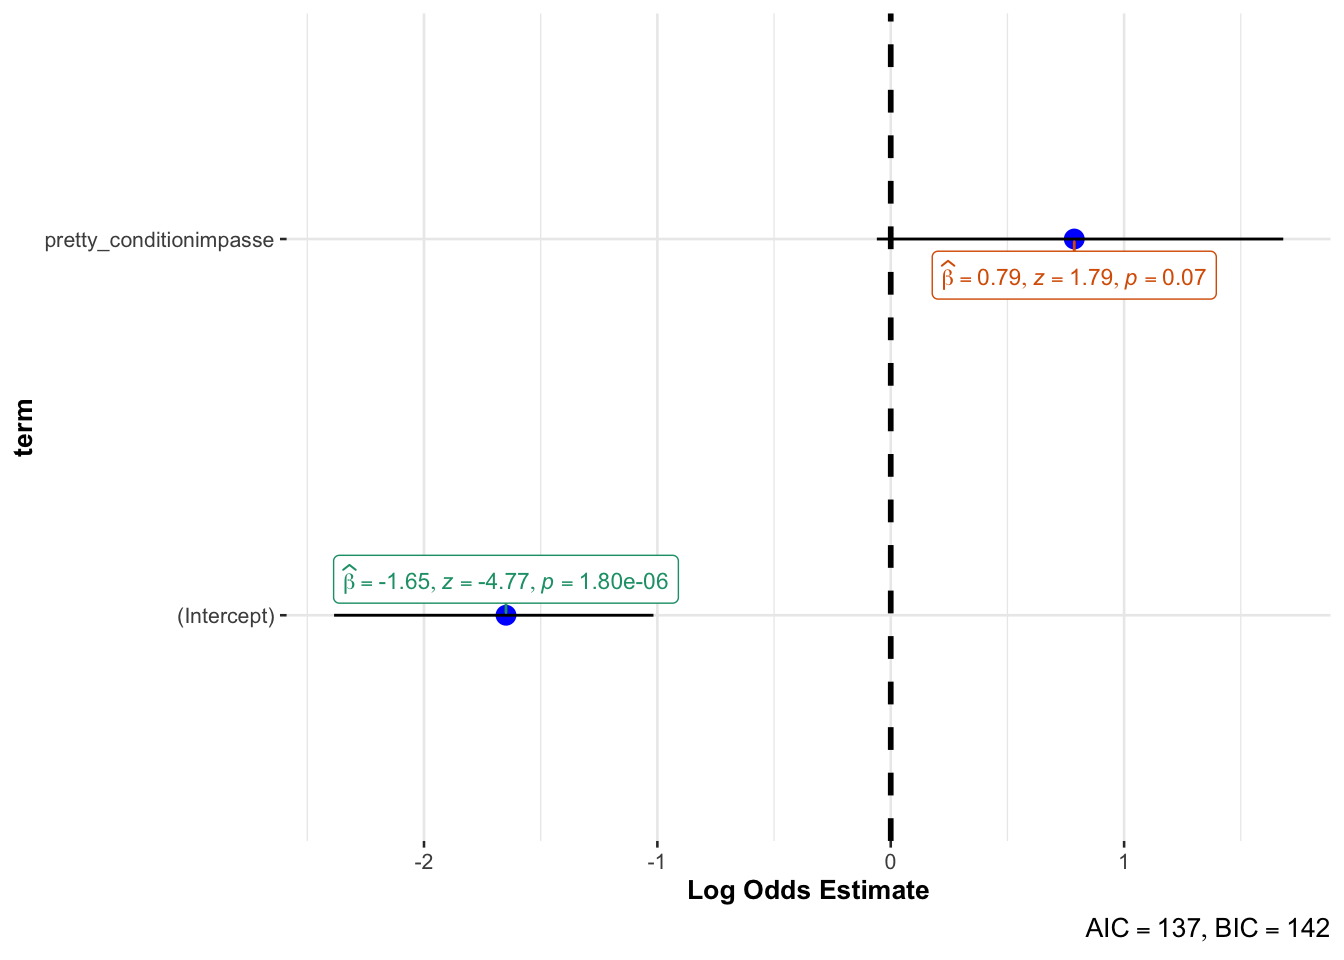 term
pretty_conditionimpasse
β̂ = 0.79, z = 1.79, p = 0.07
β̂ = -1.65, z = -4.77, p = 1.80e-06
(Intercept)
-2 -1 0 1
Log Odds Estimate
AIC = 137, BIC = 142